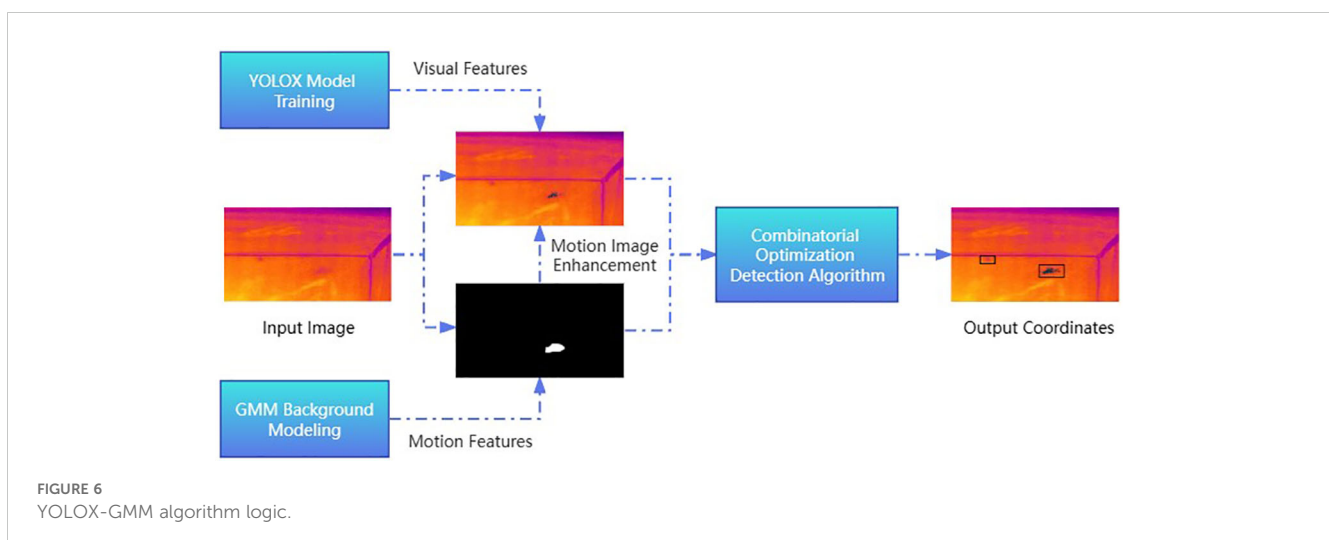 YOLOX Model
Training
Visual Features
Input Image
Motion Image
Enhancement
Combinatorial
Optimization
Detection Algorithm
Output Coordinates
GMM Background
Modeling
Motion Features
FIGURE 6
YOLOX-GMM algorithm logic.